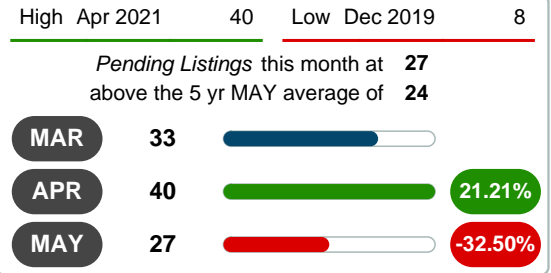 High Apr 2021 40 Low Dec 2019 8
Pending Listings this month at 27
above the 5 yr MAY average of 24
MAR 33
APR 40 21.21%
MAY 27 -32.50%